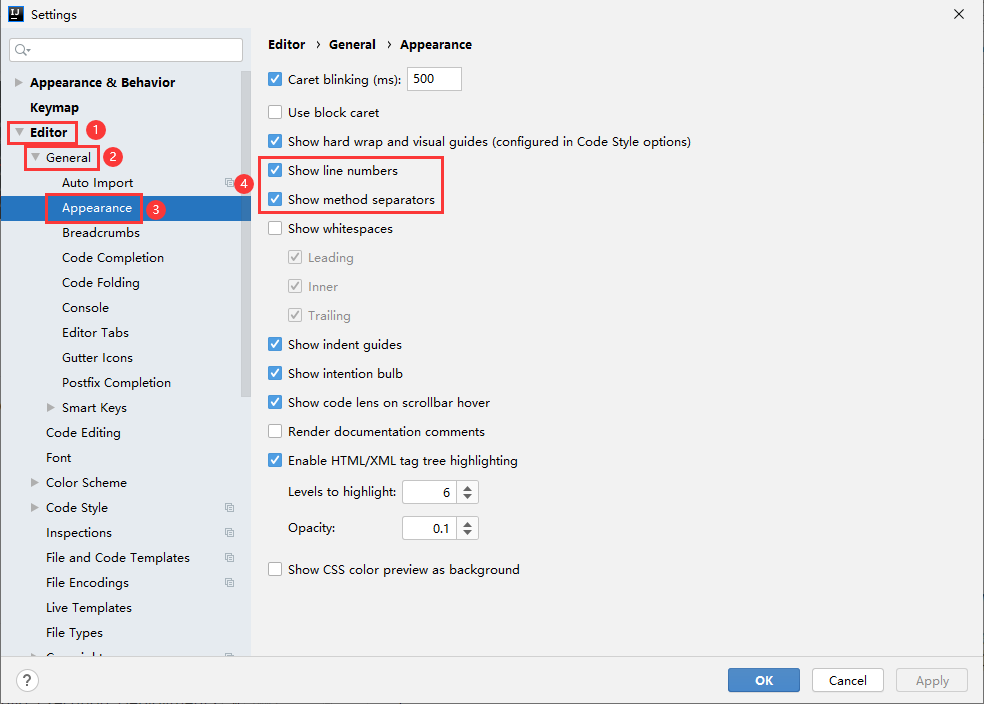 Settings
Appearance & Behavior
Keymap
Editor 1
General 2
Auto Import
Appearance 3
Breadcrumbs
Code Completion
Code Folding
Console
Editor Tabs
Gutter Icons
Postfix Completion
Smart Keys
Code Editing
Font
Color Scheme
Code Style
Inspections
File and Code Templates
File Encodings
Live Templates
File Types
Editor › General › Appearance
Caret blinking (ms): 500
Use block caret
Show hard wrap and visual guides (configured in Code Style options)
4
Show line numbers
Show method separators
Show whitespaces
Leading
Inner
Trailing
Show indent guides
Show intention bulb
Show code lens on scrollbar hover
Render documentation comments
Enable HTML/XML tag tree highlighting
Levels to highlight: 6
Opacity: 0.1
Show CSS color preview as background
? OK Cancel Apply